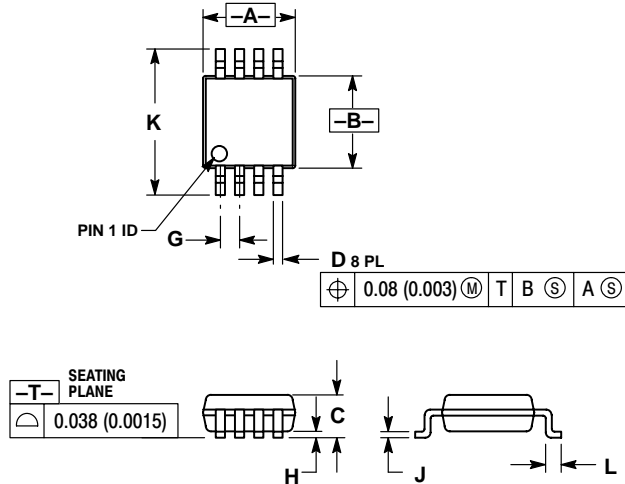 –A–
K
–B–
PIN 1 ID
G
D 8 PL
⌖ 0.08 (0.003) Ⓜ T B Ⓢ A Ⓢ
–T– SEATING
PLANE
⌓ 0.038 (0.0015)
C
H
J
L